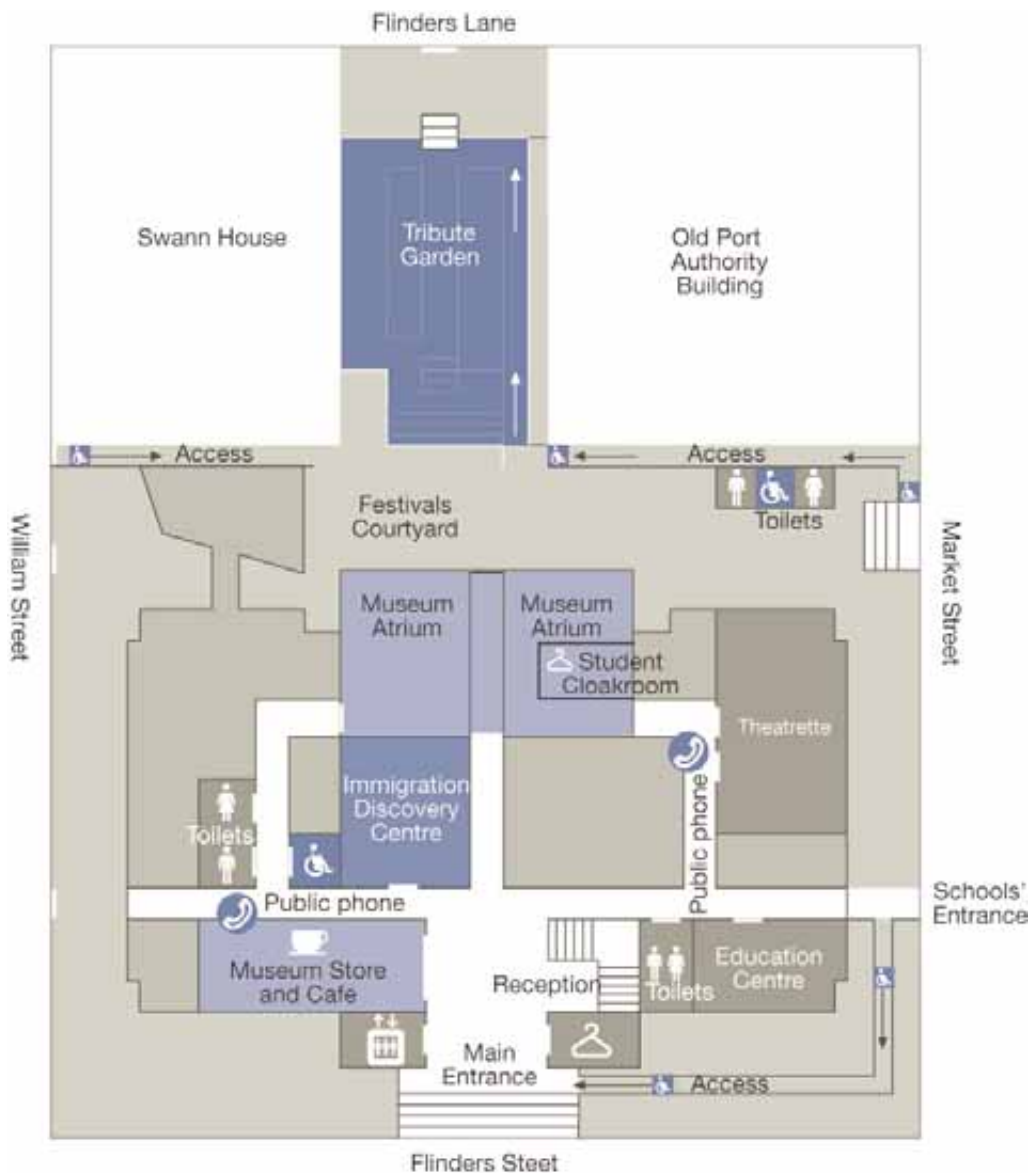 Flinders Lane
Swann House
Tribute
Garden
Old Port
Authority
Building
Access
Access
Toilets
Festivals
Courtyard
William Street
Market Street
Museum
Atrium
Museum
Atrium
Student
Cloakroom
Theatrette
Immigration
Discovery
Centre
Toilets
Public phone
Public phone
Schools'
Entrance
Museum Store
and Cafe
Reception
Toilets
Education
Centre
Main
Entrance
Access
Flinders Steet